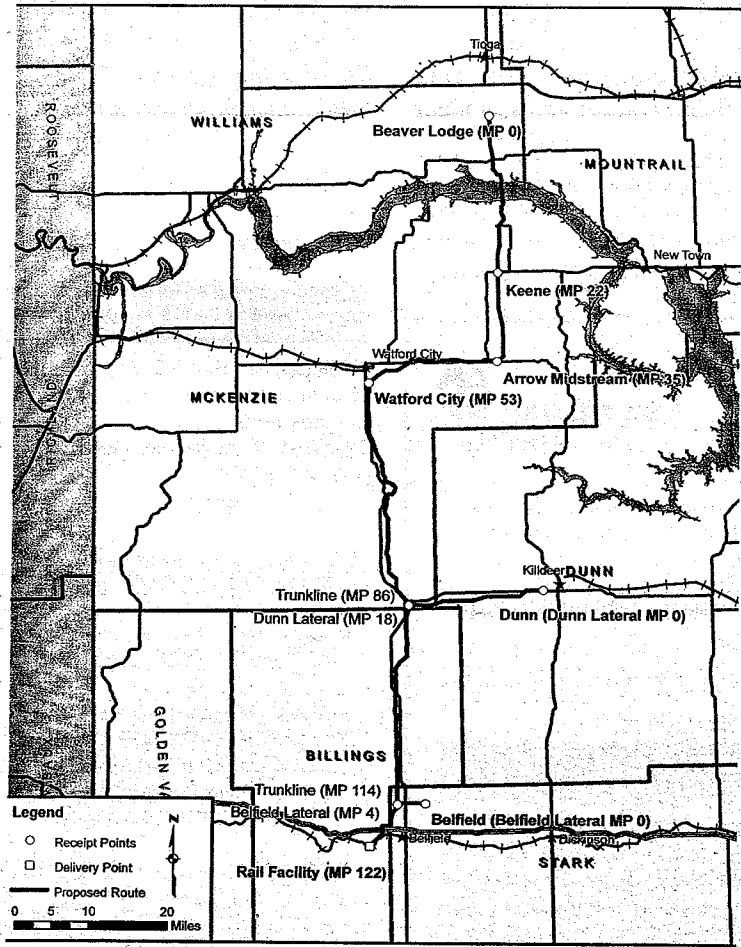 Tioga
ROOSEVELT
WILLIAMS
Beaver Lodge (MP 0)
MOUNTRAIL
New Town
Keene (MP 22)
Watford City
Arrow Midstream (MP 35)
MCKENZIE
Watford City (MP 53)
Killdeer
DUNN
Trunkline (MP 86)
Dunn Lateral (MP 18)
Dunn (Dunn Lateral MP 0)
GOLDEN
BILLINGS
Trunkline (MP 114)
Belfield Lateral (MP 4)
Belfield (Belfield Lateral MP 0)
Belfield
Dickinson
STARK
Rail Facility (MP 122)
Legend
N
Receipt Points
Delivery Point
Proposed Route
0 5 10 20
Miles